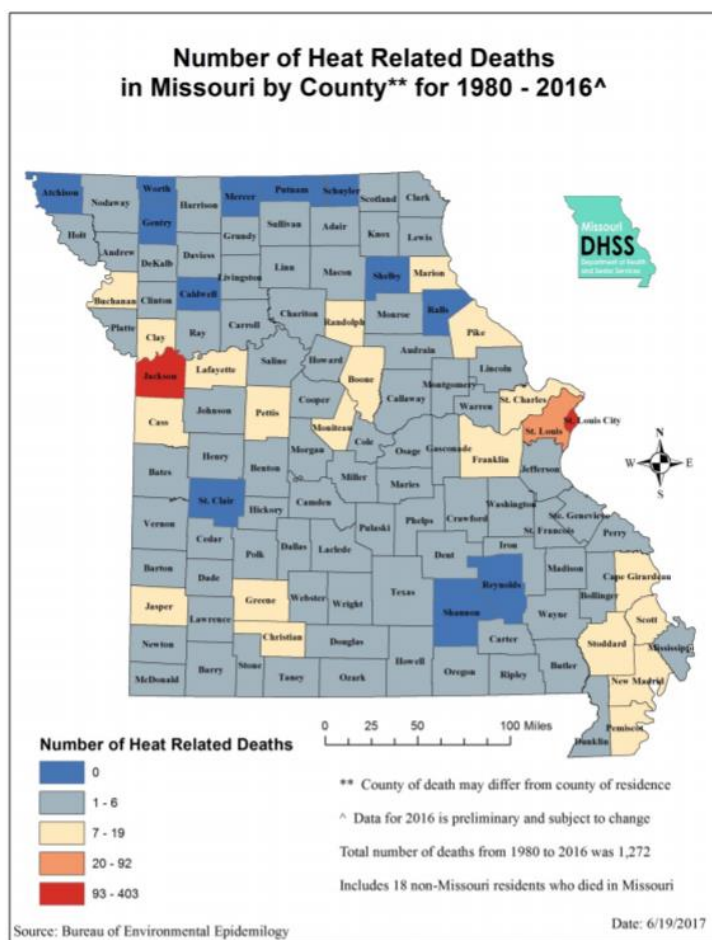 Number of Heat Related Deaths
in Missouri by County** for 1980 - 2016^
Atchison
Nodaway
Worth
Gentry
Harrison
Mercer
Putnam
Schuyler
Scotland
Clark
Holt
Andrew
DeKalb
Daviess
Grundy
Sullivan
Adair
Knox
Lewis
Buchanan
Clinton
Caldwell
Livingston
Linn
Macon
Shelby
Marion
Platte
Clay
Ray
Carroll
Chariton
Randolph
Monroe
Ralls
Pike
Jackson
Lafayette
Saline
Howard
Boone
Audrain
Callaway
Montgomery
Lincoln
Warren
St. Charles
St. Louis
St. Louis City
Cass
Johnson
Pettis
Cooper
Moniteau
Cole
Osage
Gasconade
Franklin
Jefferson
Bates
Henry
Benton
Morgan
Miller
Maries
St. Clair
Hickory
Camden
Pulaski
Phelps
Crawford
Washington
St. Francois
Ste. Genevieve
Perry
Vernon
Cedar
Polk
Dallas
Laclede
Dent
Iron
Madison
Bollinger
Cape Girardeau
Barton
Dade
Jasper
Lawrence
Greene
Webster
Wright
Texas
Shannon
Reynolds
Wayne
Scott
Mississippi
Stoddard
Newton
Christian
Douglas
Howell
Carter
Butler
New Madrid
McDonald
Barry
Stone
Taney
Ozark
Oregon
Ripley
Dunklin
Pemiscot
Missouri
DHSS
Department of Health
and Senior Services
N
W
E
S
0 25 50 100 Miles
Number of Heat Related Deaths
0
1 - 6
7 - 19
20 - 92
93 - 403
** County of death may differ from county of residence
^ Data for 2016 is preliminary and subject to change
Total number of deaths from 1980 to 2016 was 1,272
Includes 18 non-Missouri residents who died in Missouri
Source: Bureau of Environmental Epidemilogy
Date: 6/19/2017